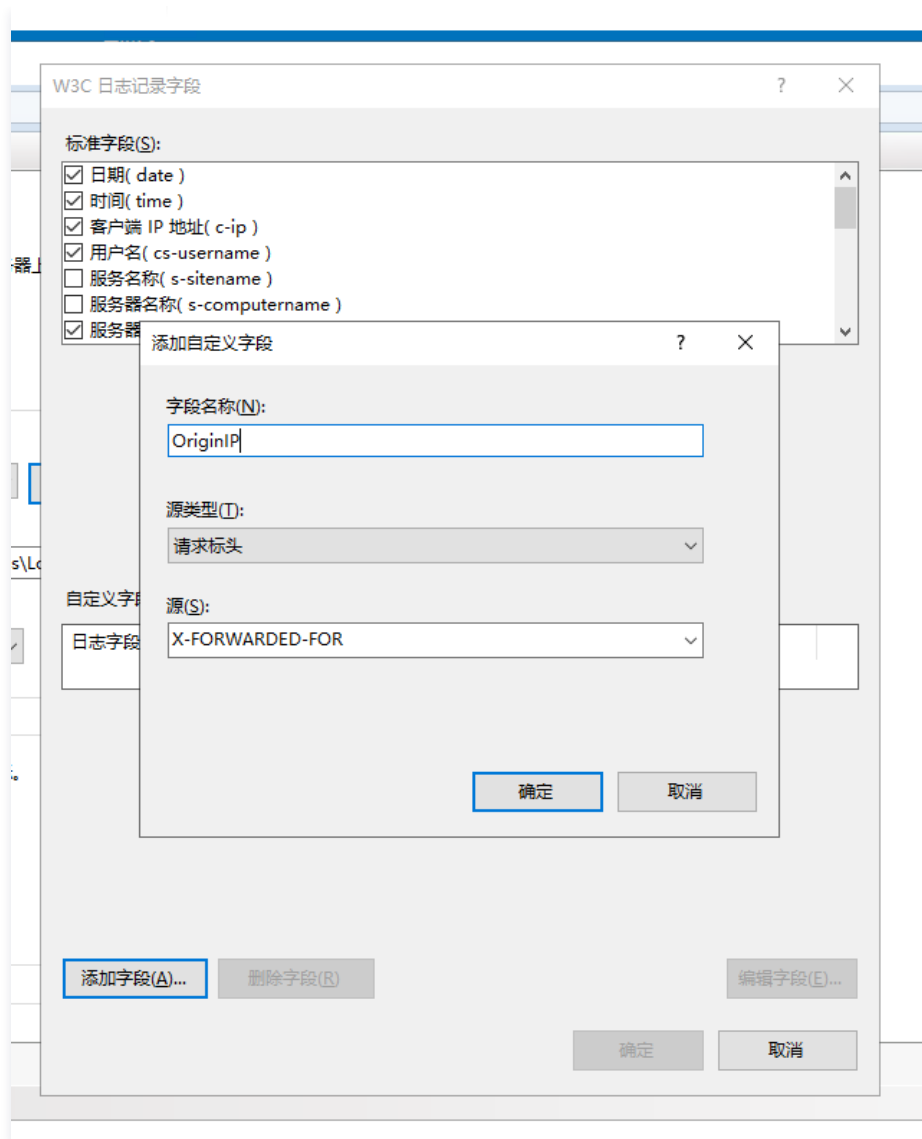 W3C 日志记录字段
标准字段(S):
日期( date )
时间( time )
客户端 IP 地址( c-ip )
用户名( cs-username )
服务名称( s-sitename )
服务器名称( s-computername )
服务器
器上
添加自定义字段
字段名称(N):
OriginIP
源类型(T):
请求标头
s\Lo
自定义字段
源(S):
日志字段
X-FORWARDED-FOR
确定
取消
添加字段(A)...
删除字段(R)
编辑字段(E)...
确定
取消